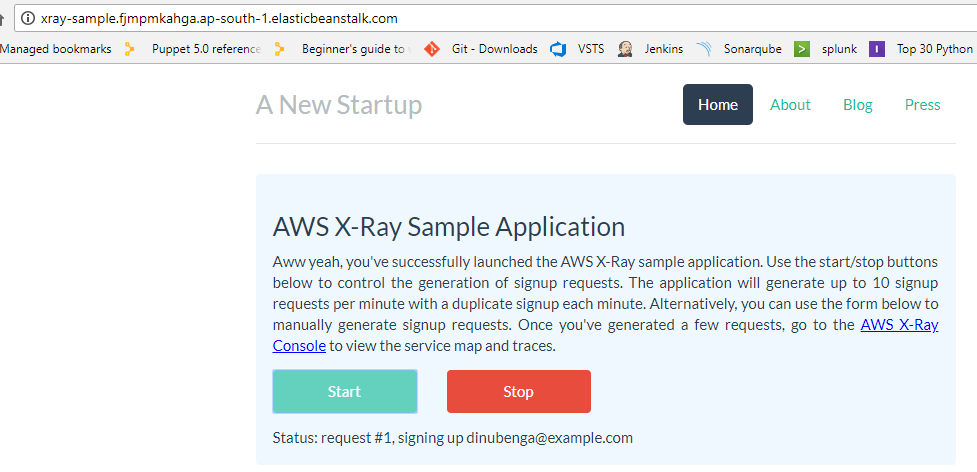 xray-sample.fjmpmkahga.ap-south-1.elasticbeanstalk.com
Managed bookmarks Puppet 5.0 reference Beginner's guide to Git - Downloads VSTS Jenkins Sonarqube splunk Top 30 Python
A New Startup Home About Blog Press
AWS X-Ray Sample Application
Aww yeah, you've successfully launched the AWS X-Ray sample application. Use the start/stop buttons
below to control the generation of signup requests. The application will generate up to 10 signup
requests per minute with a duplicate signup each minute. Alternatively, you can use the form below to
manually generate signup requests. Once you've generated a few requests, go to the AWS X-Ray
Console to view the service map and traces.
Start Stop
Status: request #1, signing up dinubenga@example.com